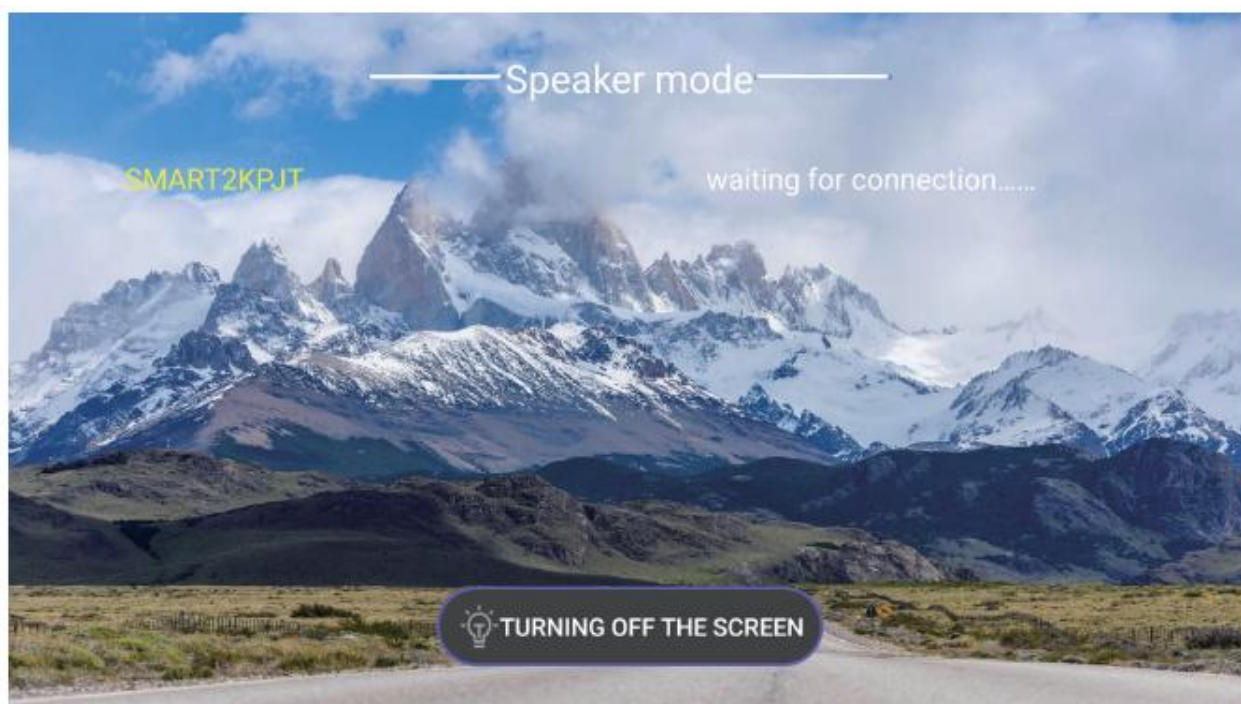 Speaker mode
SMART2KPJT
waiting for connection......
TURNING OFF THE SCREEN